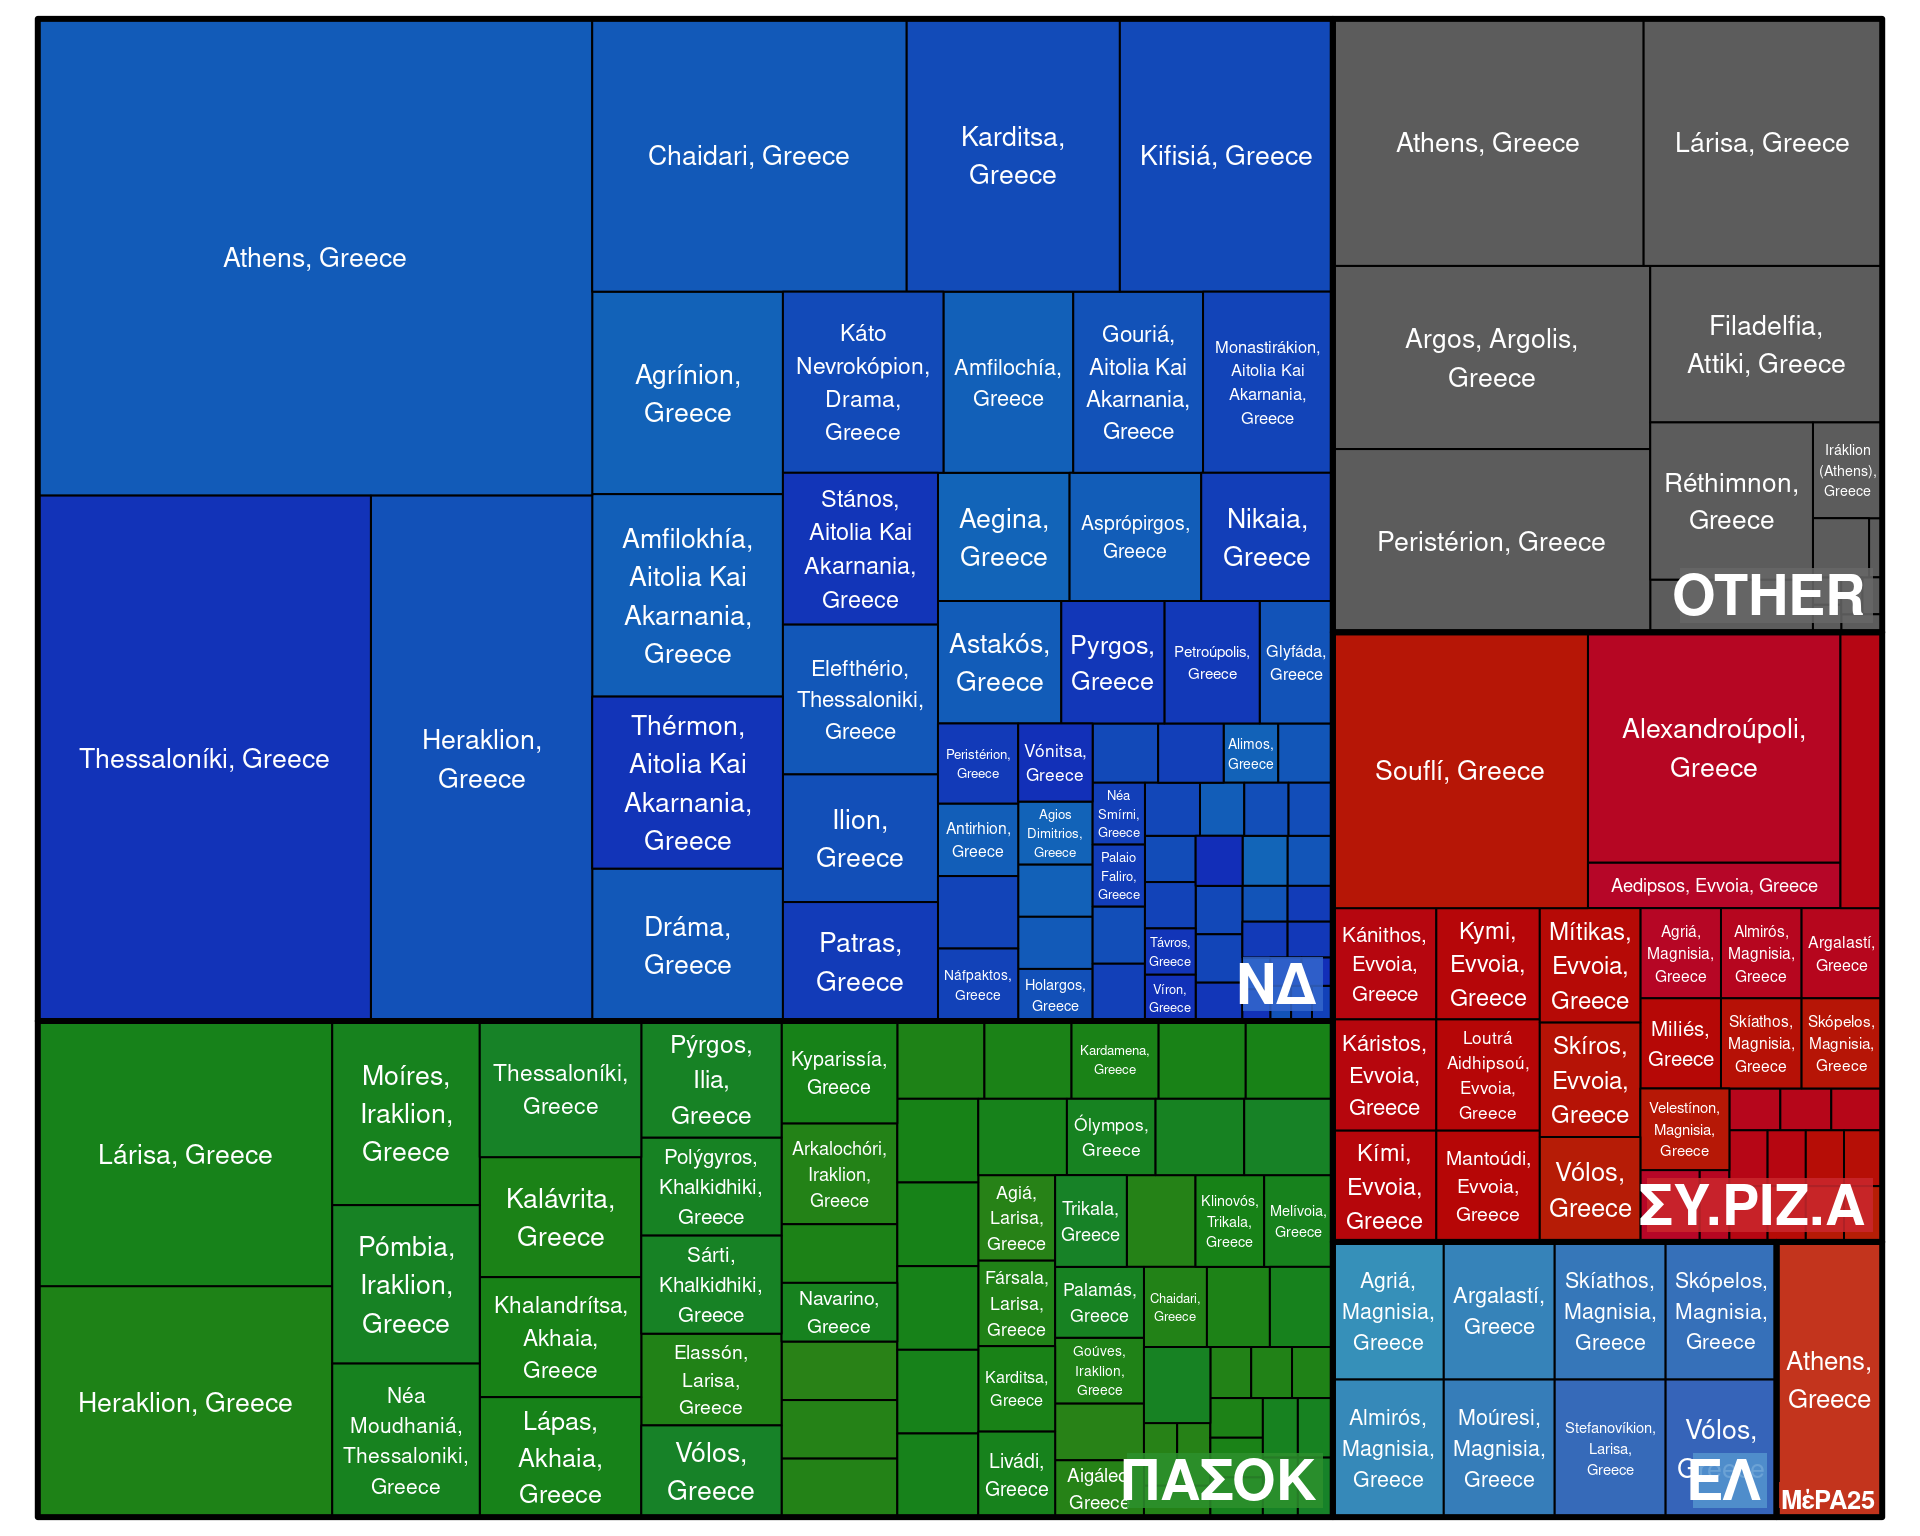 Athens, Greece
Chaidari, Greece
Karditsa,
Greece
Kifisiá, Greece
Thessaloníki, Greece
Heraklion,
Greece
Agrínion,
Greece
Káto
Nevrokópion,
Drama,
Greece
Amfilochía,
Greece
Gouriá,
Aitolia Kai
Akarnania,
Greece
Monastirákion,
Aitolia Kai
Akarnania,
Greece
Amfilokhía,
Aitolia Kai
Akarnania,
Greece
Stános,
Aitolia Kai
Akarnania,
Greece
Aegina,
Greece
Asprópirgos,
Greece
Nikaia,
Greece
Elefthério,
Thessaloniki,
Greece
Astakós,
Greece
Pyrgos,
Greece
Petroúpolis,
Greece
Glyfáda,
Greece
Thérmon,
Aitolia Kai
Akarnania,
Greece
Ilion,
Greece
Dráma,
Greece
Patras,
Greece
Peristérion,
Greece
Vónitsa,
Greece
Alimos,
Greece
Antirhion,
Greece
Agios
Dimitrios,
Greece
Néa
Smírni,
Greece
Palaio
Faliro,
Greece
Náfpaktos,
Greece
Holargos,
Greece
Távros,
Greece
Víron,
Greece
ΝΔ
Athens, Greece
Lárisa, Greece
Argos, Argolis,
Greece
Filadelfia,
Attiki, Greece
Peristérion, Greece
Réthimnon,
Greece
Iráklion
(Athens),
Greece
OTHER
Souflí, Greece
Alexandroúpoli,
Greece
Aedipsos, Evvoia, Greece
Kánithos,
Evvoia,
Greece
Kymi,
Evvoia,
Greece
Mítikas,
Evvoia,
Greece
Agriá,
Magnisia,
Greece
Almirós,
Magnisia,
Greece
Argalastí,
Greece
Káristos,
Evvoia,
Greece
Loutrá
Aidhipsoú,
Evvoia,
Greece
Skíros,
Evvoia,
Greece
Miliés,
Greece
Skíathos,
Magnisia,
Greece
Skópelos,
Magnisia,
Greece
Kími,
Evvoia,
Greece
Mantoúdi,
Evvoia,
Greece
Vólos,
Greece
Velestínon,
Magnisia,
Greece
ΣΥ.ΡΙΖ.Α
Lárisa, Greece
Heraklion, Greece
Moíres,
Iraklion,
Greece
Pómbia,
Iraklion,
Greece
Néa
Moudhaniá,
Thessaloniki,
Greece
Thessaloníki,
Greece
Kalávrita,
Greece
Khalandrítsa,
Akhaia,
Greece
Lápas,
Akhaia,
Greece
Pýrgos,
Ilia,
Greece
Polýgyros,
Khalkidhiki,
Greece
Sárti,
Khalkidhiki,
Greece
Elassón,
Larisa,
Greece
Vólos,
Greece
Kyparissía,
Greece
Arkalochóri,
Iraklion,
Greece
Navarino,
Greece
Kardamena,
Greece
Ólympos,
Greece
Agiá,
Larisa,
Greece
Trikala,
Greece
Klinovós,
Trikala,
Greece
Melívoia,
Greece
Fársala,
Larisa,
Greece
Palamás,
Greece
Chaidari,
Greece
Karditsa,
Greece
Goúves,
Iraklion,
Greece
Livádi,
Greece
Aigáleo,
Greece
ΠΑΣΟΚ
Agriá,
Magnisia,
Greece
Argalastí,
Greece
Skíathos,
Magnisia,
Greece
Skópelos,
Magnisia,
Greece
Almirós,
Magnisia,
Greece
Moúresi,
Magnisia,
Greece
Stefanovíkion,
Larisa,
Greece
Vólos,
Greece
ΕΛ
Athens,
Greece
ΜέΡΑ25